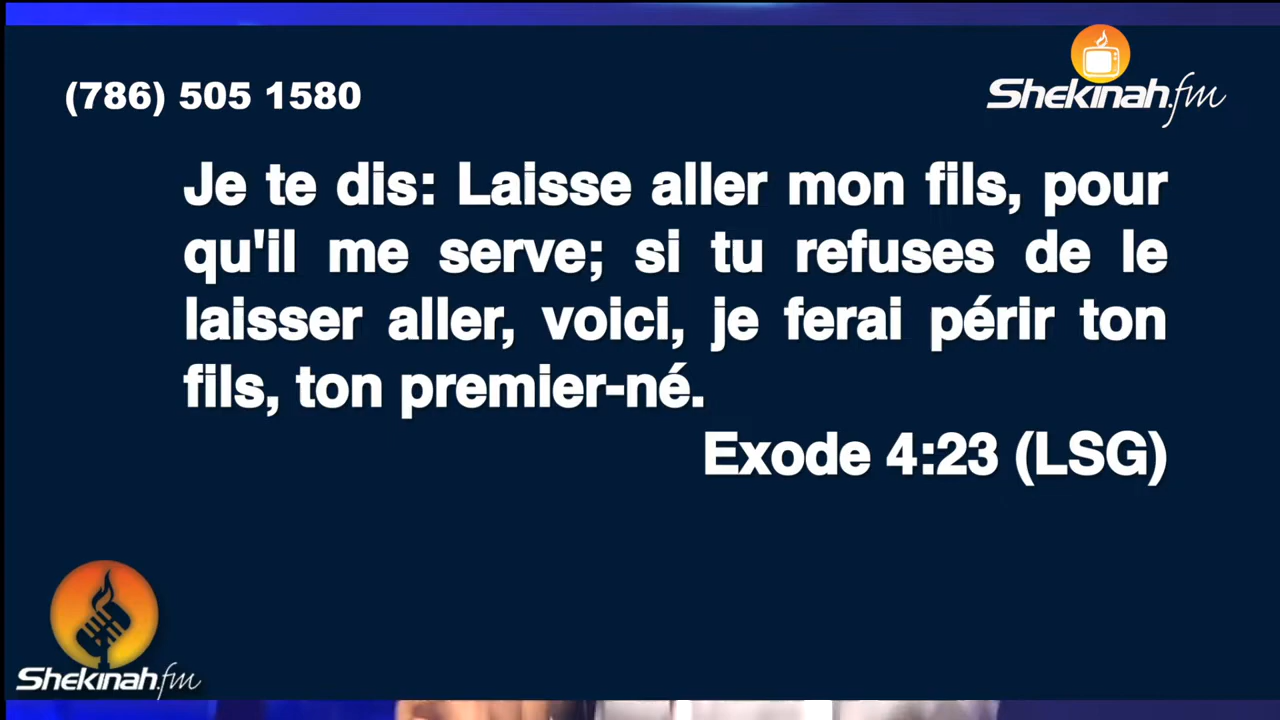 (786) 505 1580
Shekinah.fm
Je te dis: Laisse aller mon fils, pour
qu'il me serve; si tu refuses de le
laisser aller, voici, je ferai périr ton
fils, ton premier-né.
Exode 4:23 (LSG)
Shekinah.fm